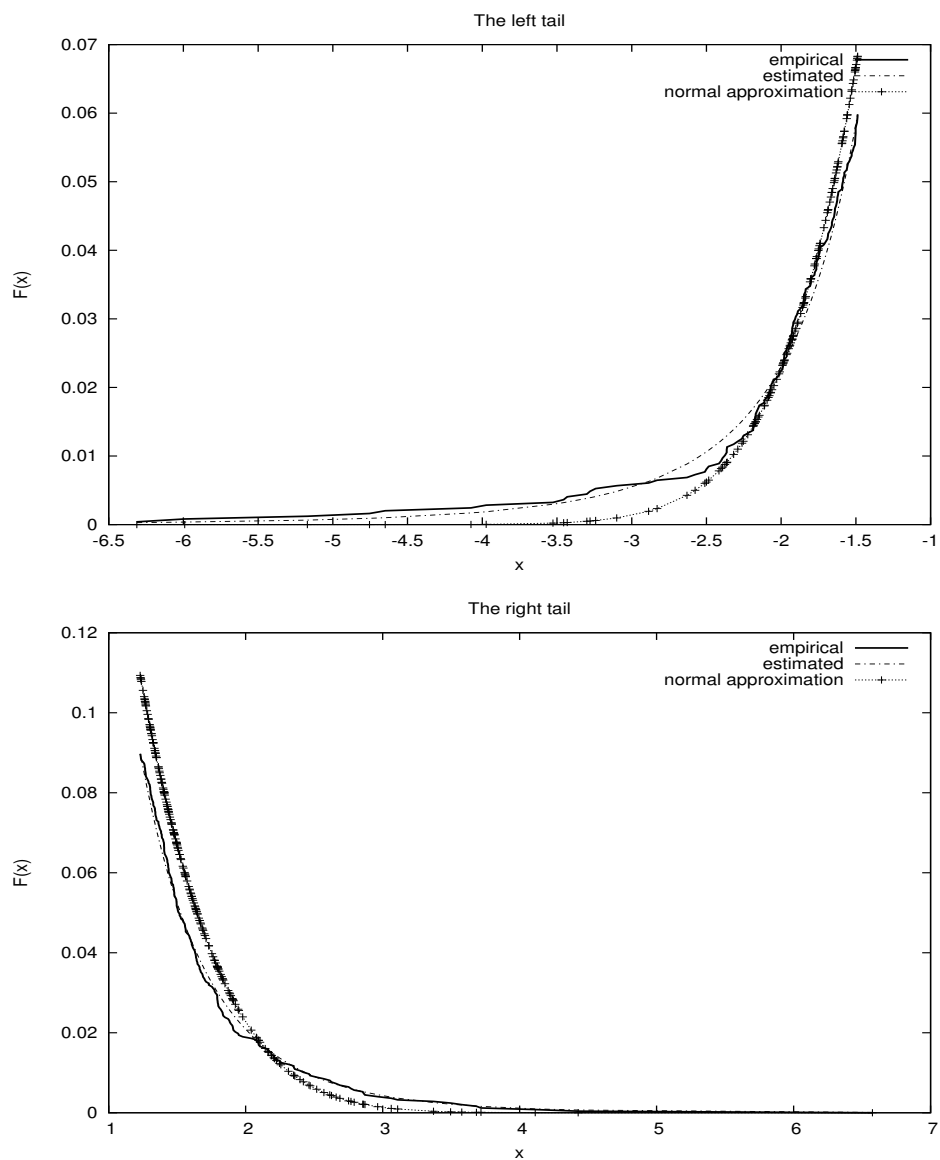 The left tail
0.07
0.06
0.05
0.04
0.03
0.02
0.01
0
F(x)
empirical
estimated
normal approximation
-6.5 -6 -5.5 -5 -4.5 -4 -3.5 -3 -2.5 -2 -1.5 -1
x
The right tail
0.12
0.1
0.08
0.06
0.04
0.02
0
F(x)
empirical
estimated
normal approximation
1 2 3 4 5 6 7
x